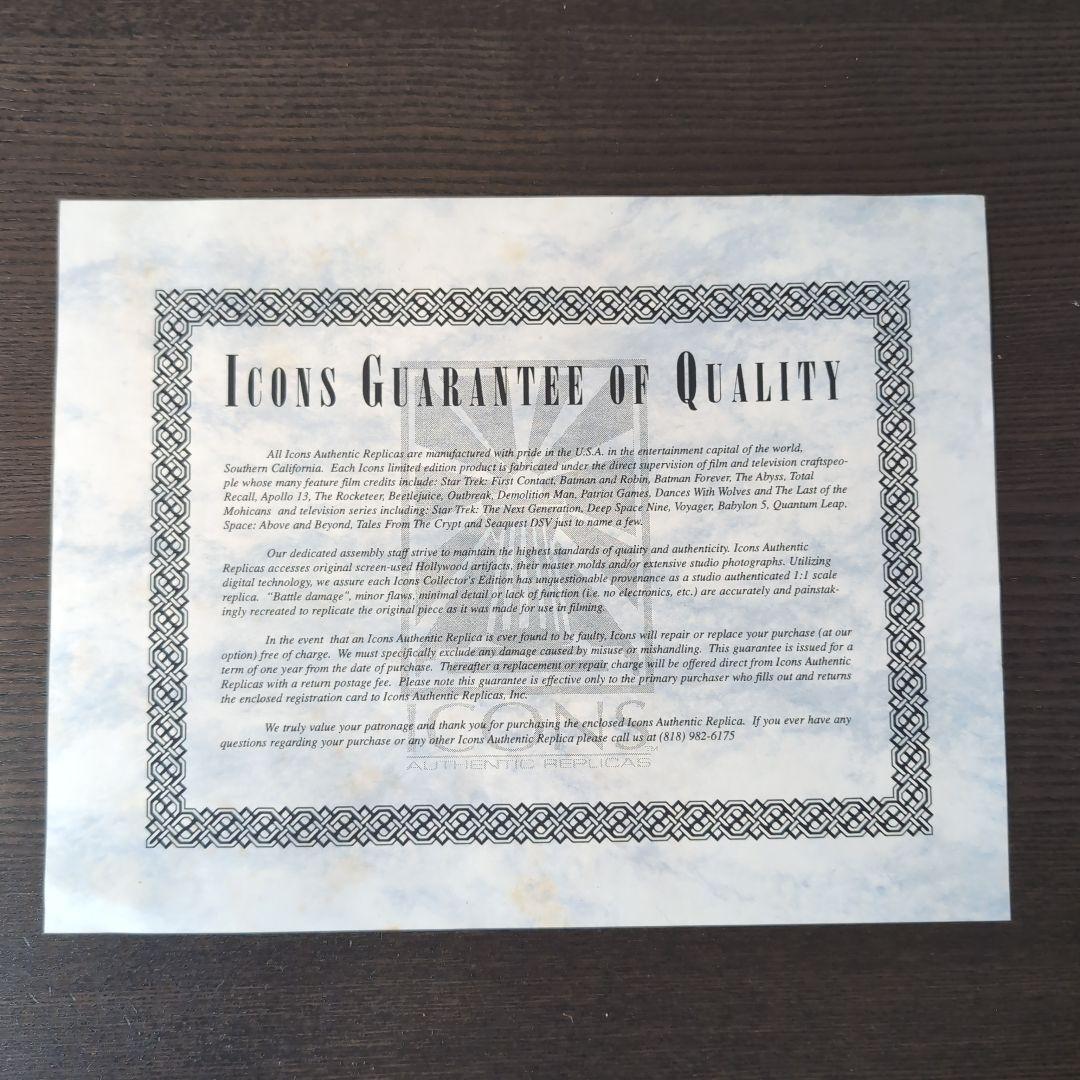 ICONS GUARANTEE OF QUALITY
All Icons Authentic Replicas are manufactured with pride in the U.S.A. in the entertainment capital of the world,
Southern California. Each Icons limited edition product is fabricated under the direct supervision of film and television craftspeo-
ple whose many feature film credits include: Star Trek: First Contact, Batman and Robin, Batman Forever, The Abyss, Total
Recall, Apollo 13, The Rocketeer, Beetlejuice, Outbreak, Demolition Man, Patriot Games, Dances With Wolves and The Last of the
Mohicans and television series including: Star Trek: The Next Generation, Deep Space Nine, Voyager, Babylon 5, Quantum Leap,
Space: Above and Beyond, Tales From The Crypt and Seaquest DSV just to name a few.
Our dedicated assembly staff strive to maintain the highest standards of quality and authenticity. Icons Authentic
Replicas accesses original screen-used Hollywood artifacts, their master molds and/or extensive studio photographs. Utilizing
digital technology, we assure each Icons Collector's Edition has unquestionable provenance as a studio authenticated 1:1 scale
replica. "Battle damage", minor flaws, minimal detail or lack of function (i.e. no electronics, etc.) are accurately and painstak-
ingly recreated to replicate the original piece as it was made for use in filming.
In the event that an Icons Authentic Replica is ever found to be faulty, Icons will repair or replace your purchase (at our
option) free of charge. We must specifically exclude any damage caused by misuse or mishandling. This guarantee is issued for a
term of one year from the date of purchase. Thereafter a replacement or repair charge will be offered direct from Icons Authentic
Replicas with a return postage fee. Please note this guarantee is effective only to the primary purchaser who fills out and returns
the enclosed registration card to Icons Authentic Replicas, Inc.
We truly value your patronage and thank you for purchasing the enclosed Icons Authentic Replica. If you ever have any
questions regarding your purchase or any other Icons Authentic Replica please call us at (818) 982-6175
ICONS™
AUTHENTIC REPLICAS